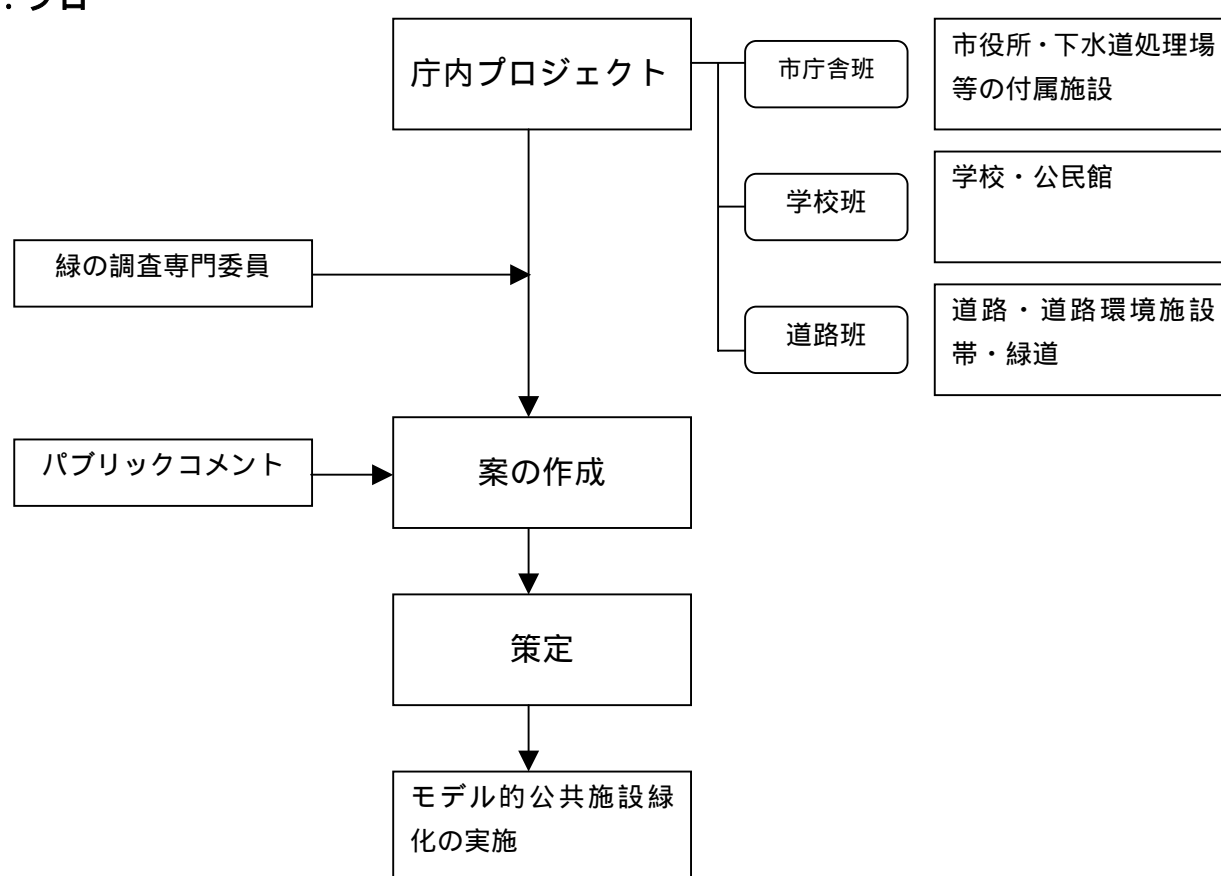 ．フロ
庁内プロジェクト
市庁舎班
市役所・下水道処理場
等の付属施設
学校班
学校・公民館
緑の調査専門委員
道路班
道路・道路環境施設
帯・緑道
パブリックコメント
案の作成
策定
モデル的公共施設緑
化の実施